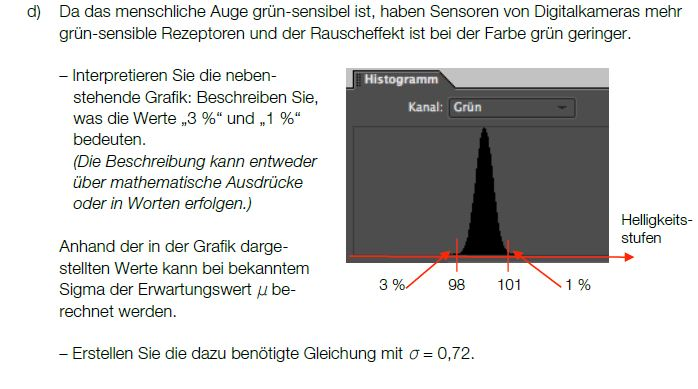 d) Da das menschliche Auge grün-sensibel ist, haben Sensoren von Digitalkameras mehr
grün-sensible Rezeptoren und der Rauscheffekt ist bei der Farbe grün geringer.
– Interpretieren Sie die neben-
stehende Grafik: Beschreiben Sie,
was die Werte „3 %“ und „1 %“
bedeuten.
(Die Beschreibung kann entweder
über mathematische Ausdrücke
oder in Worten erfolgen.)
Anhand der in der Grafik darge-
stellten Werte kann bei bekanntem
Sigma der Erwartungswert μ be-
rechnet werden.
– Erstellen Sie die dazu benötigte Gleichung mit σ = 0,72.
Histogramm
Kanal: Grün
Helligkeits-
stufen
3 % 98 101 1 %